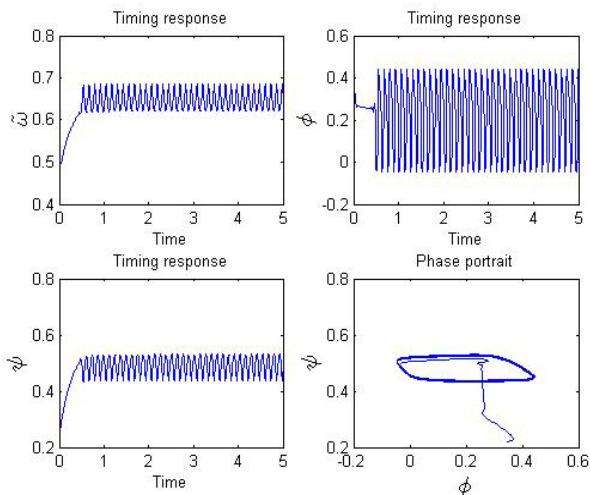 Timing response
0.8
0.7
0.6
0.5
0.4
ω̃
0 1 2 3 4 5
Time
Timing response
0.6
0.4
0.2
0
-0.2
ϕ
0 1 2 3 4 5
Time
Timing response
0.8
0.6
0.4
0.2
ψ
0 1 2 3 4 5
Time
Phase portrait
0.8
0.6
0.4
0.2
ψ
-0.2 0 0.2 0.4 0.6
ϕ